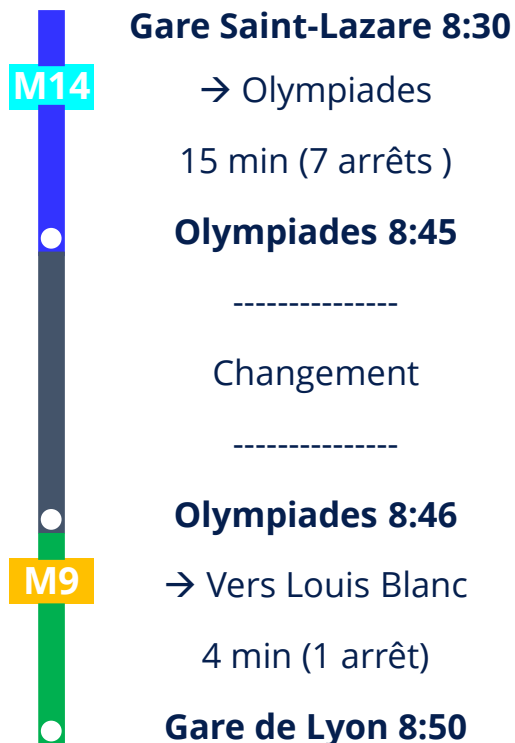 Gare Saint-Lazare 8:30
M14
→ Olympiades
15 min (7 arrêts )
Olympiades 8:45
---------------
Changement
---------------
Olympiades 8:46
M9
→ Vers Louis Blanc
4 min (1 arrêt)
Gare de Lyon 8:50